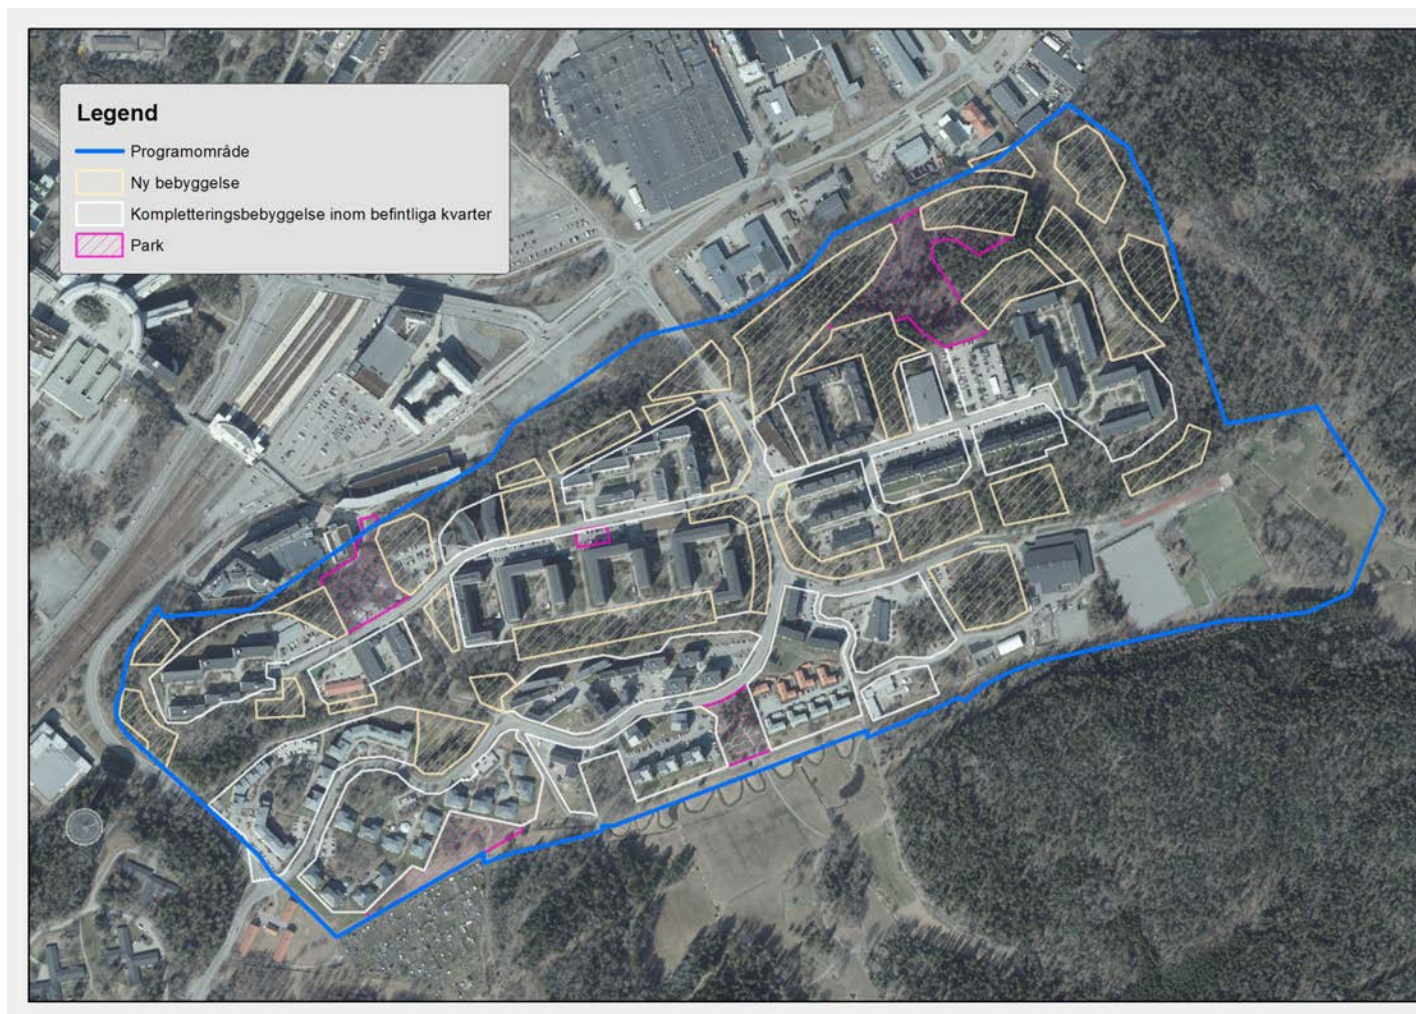 Legend
Programområde
Ny bebyggelse
Kompletteringsbebyggelse inom befintliga kvarter
Park